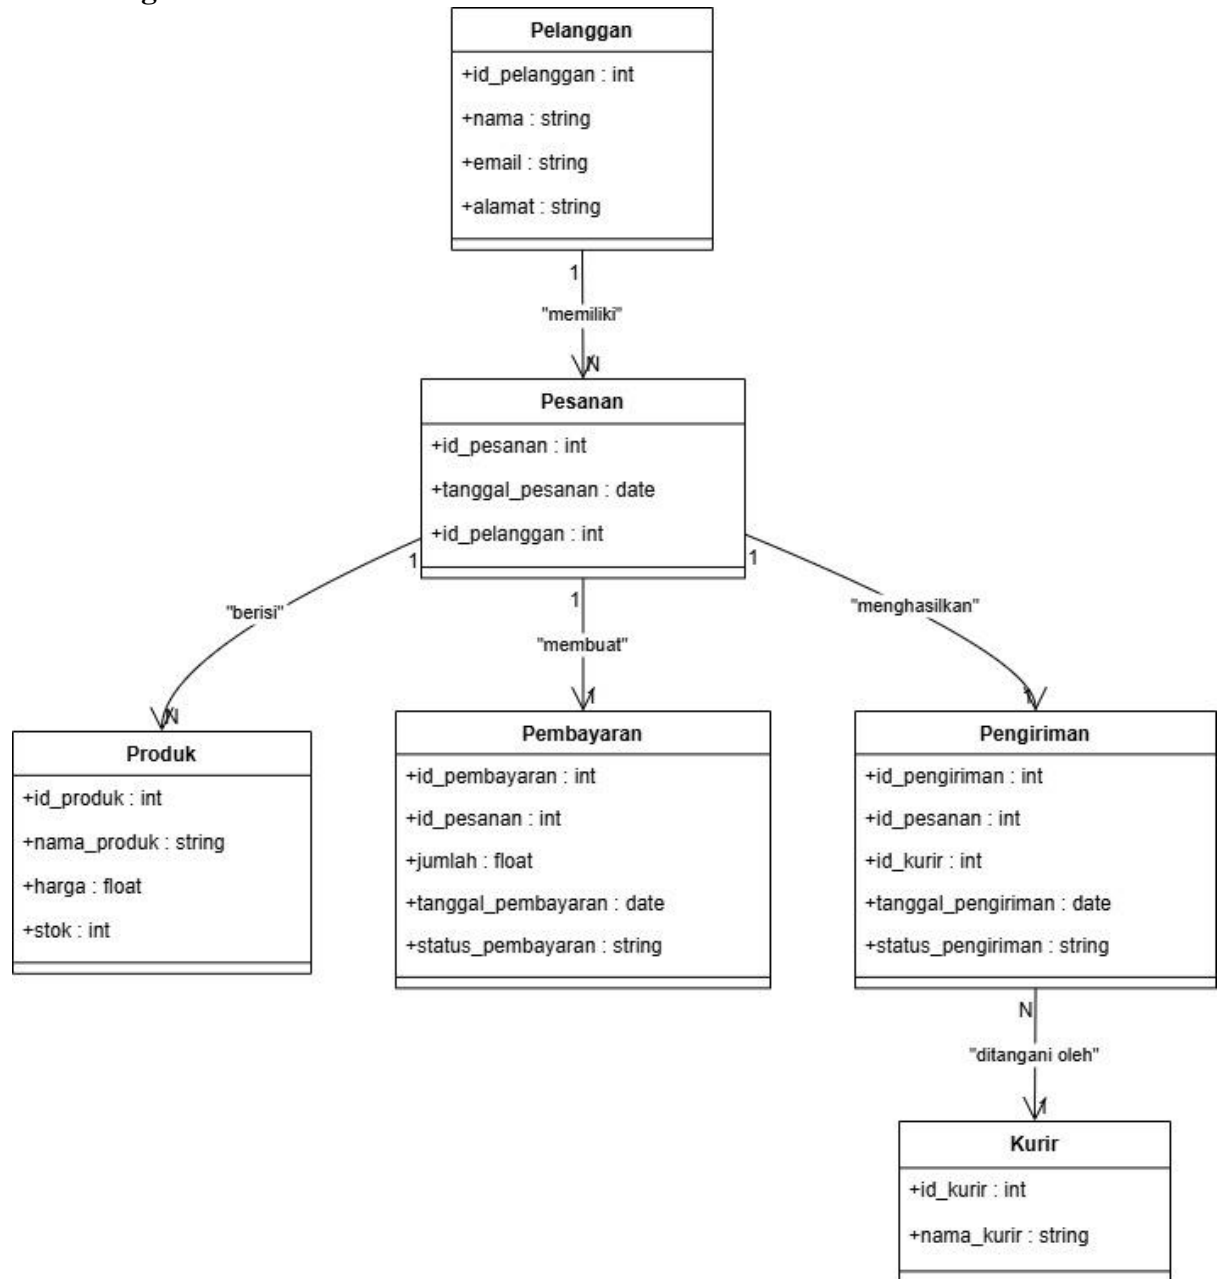 Pelanggan
+id_pelanggan : int
+nama : string
+email : string
+alamat : string
1
"memiliki"
N
Pesanan
+id_pesanan : int
+tanggal_pesanan : date
+id_pelanggan : int
1
1
1
"berisi"
"membuat"
"menghasilkan"
N
1
1
Produk
+id_produk : int
+nama_produk : string
+harga : float
+stok : int
Pembayaran
+id_pembayaran : int
+id_pesanan : int
+jumlah : float
+tanggal_pembayaran : date
+status_pembayaran : string
Pengiriman
+id_pengiriman : int
+id_pesanan : int
+id_kurir : int
+tanggal_pengiriman : date
+status_pengiriman : string
N
"ditangani oleh"
1
Kurir
+id_kurir : int
+nama_kurir : string